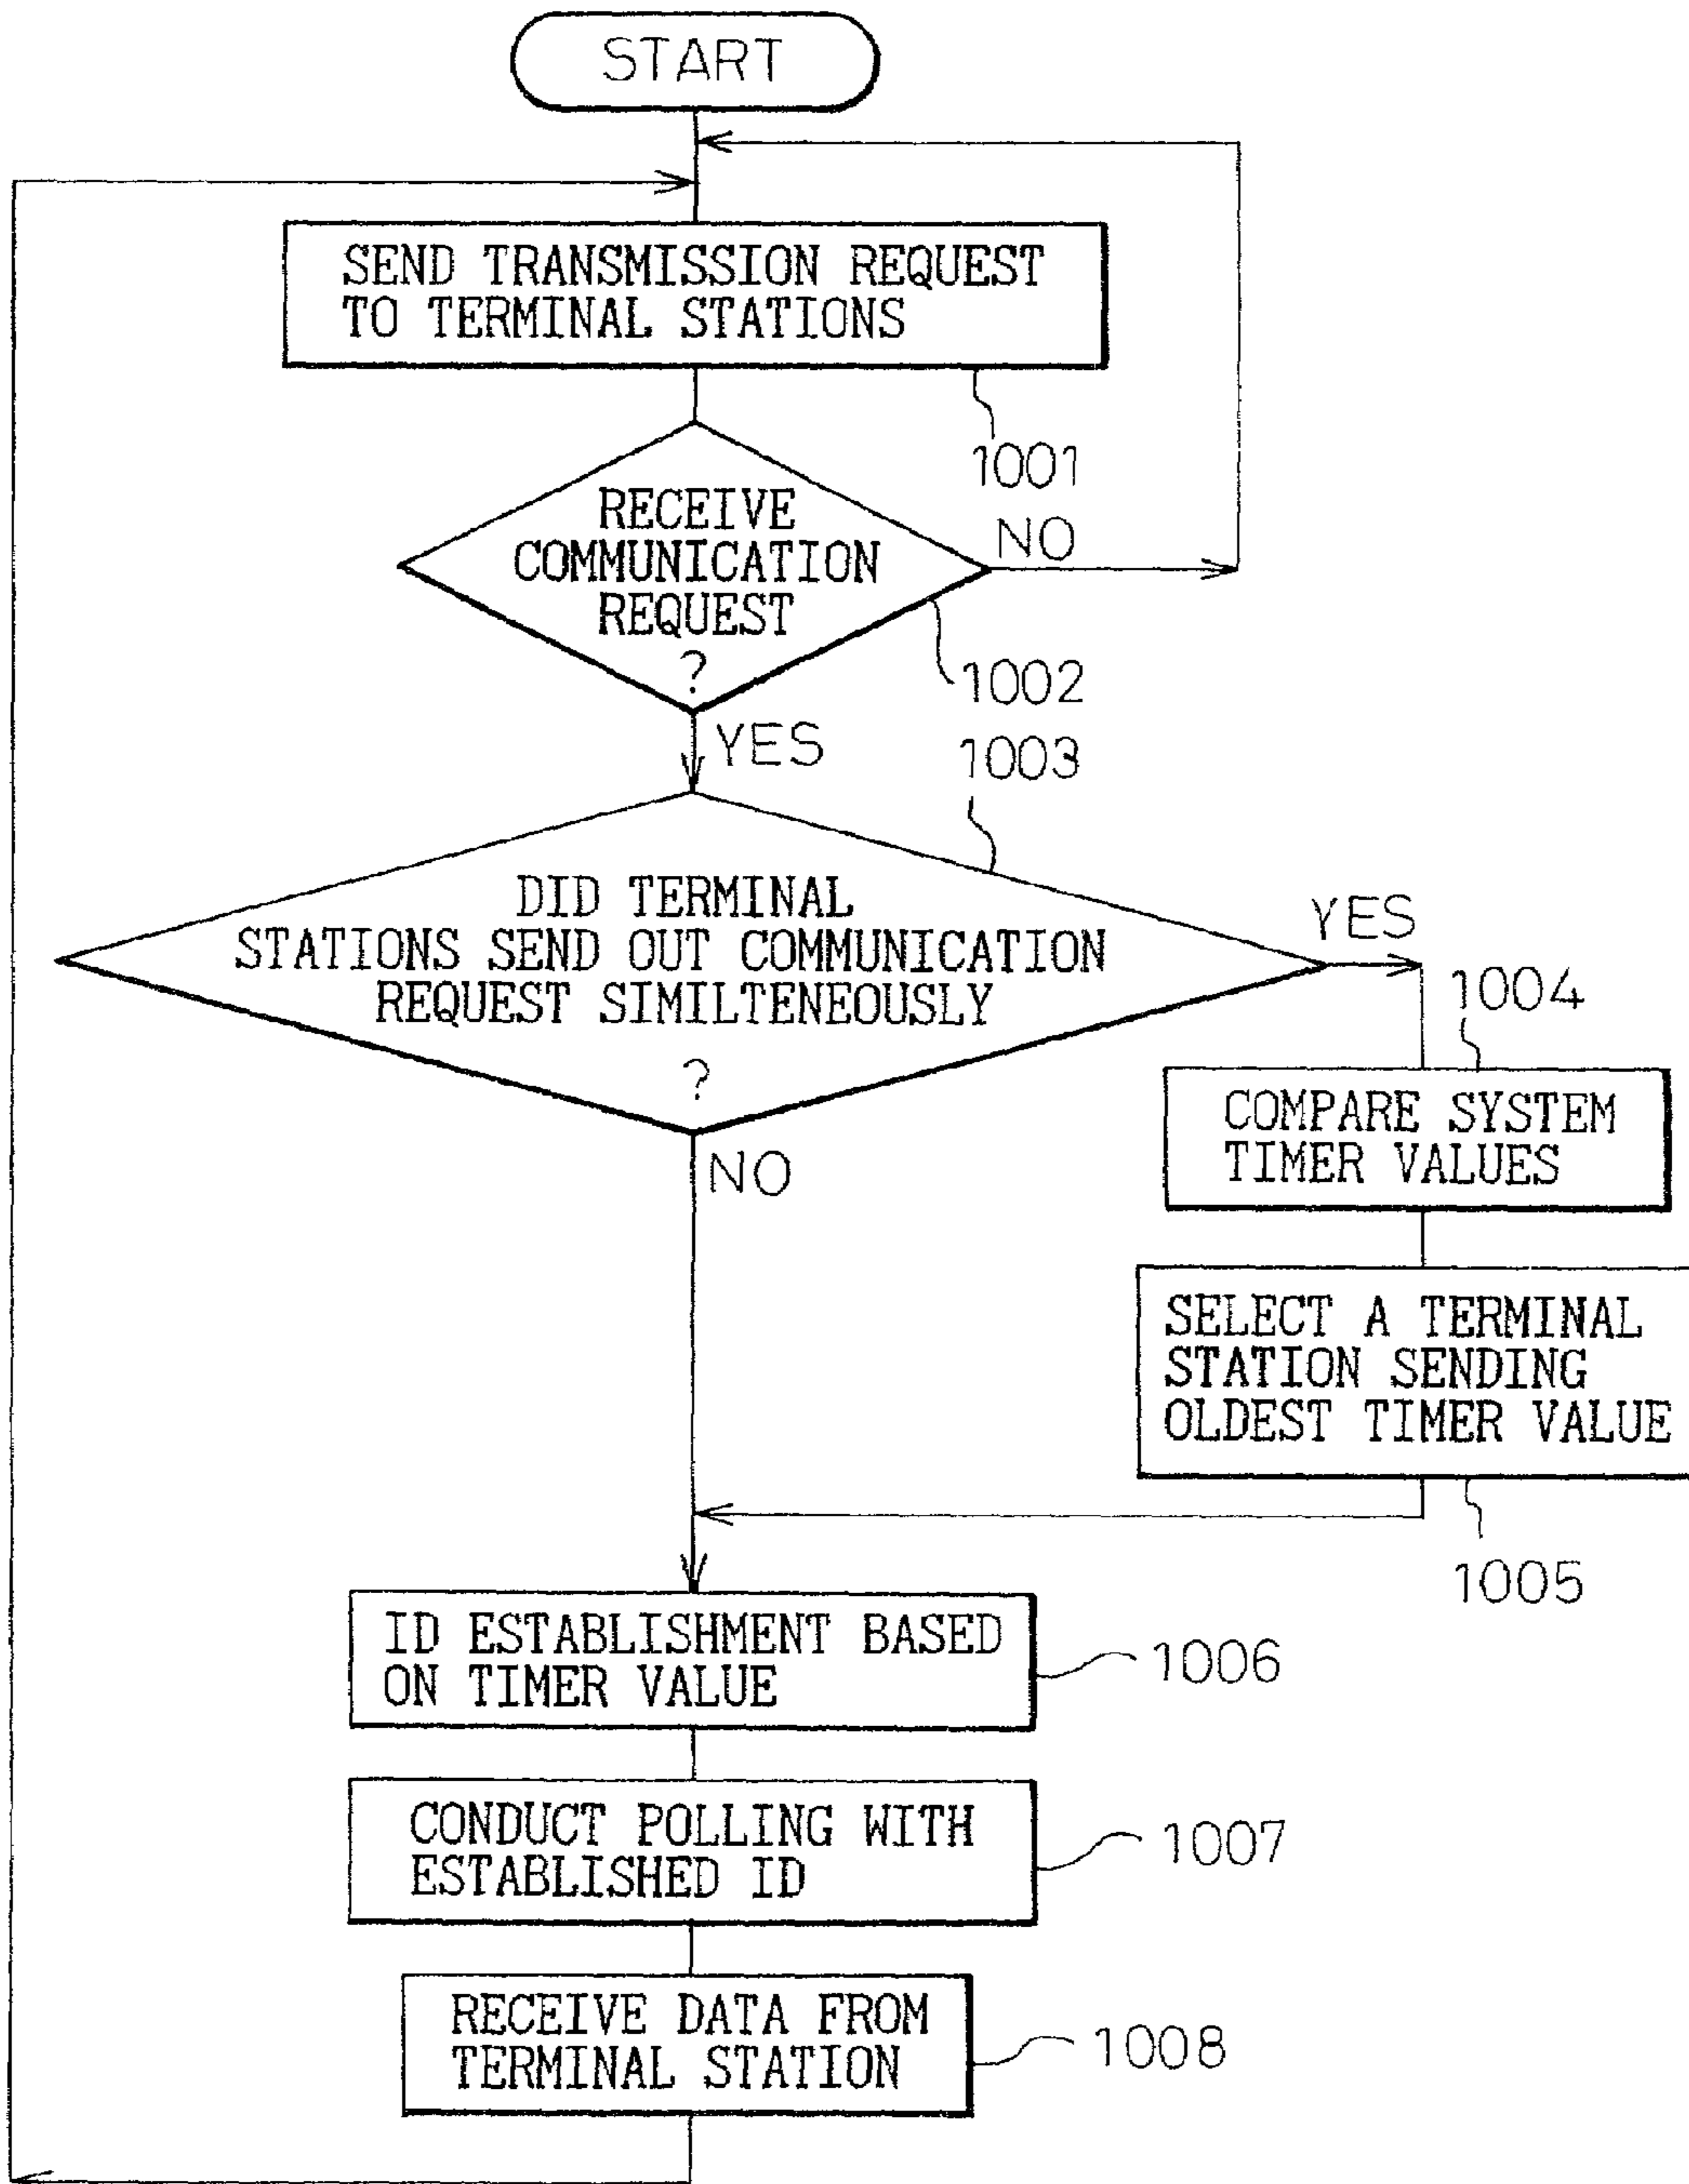 START
SEND TRANSMISSION REQUEST
TO TERMINAL STATIONS
1001
RECEIVE
COMMUNICATION
REQUEST
?
NO
1002
YES
1003
DID TERMINAL
STATIONS SEND OUT COMMUNICATION
REQUEST SIMILTENEOUSLY
?
YES
NO
1004
COMPARE SYSTEM
TIMER VALUES
SELECT A TERMINAL
STATION SENDING
OLDEST TIMER VALUE
1005
ID ESTABLISHMENT BASED
ON TIMER VALUE
1006
CONDUCT POLLING WITH
ESTABLISHED ID
1007
RECEIVE DATA FROM
TERMINAL STATION
1008